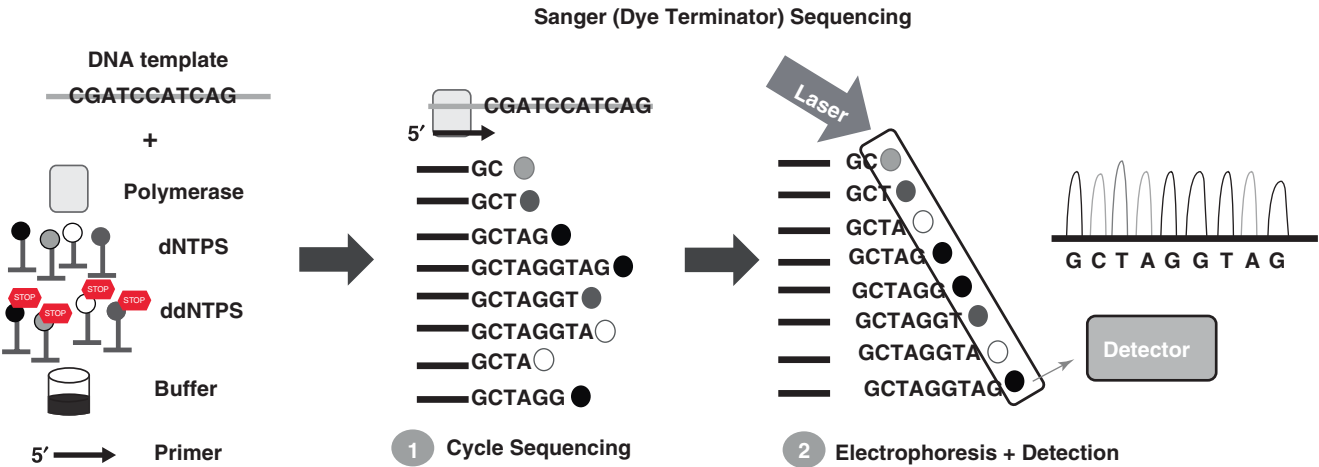 Sanger (Dye Terminator) Sequencing
DNA template
CGATCCATCAG
+
Polymerase
dNTPS
STOP
STOP
STOP
STOP
ddNTPS
Buffer
5′
Primer
CGATCCATCAG
5′
GC
GCT
GCTAG
GCTAGGTAG
GCTAGGT
GCTAGGTA
GCTA
GCTAGG
1 Cycle Sequencing
Laser
GC
GCT
GCTA
GCTAG
GCTAGG
GCTAGGT
GCTAGGTA
GCTAGGTAG
2 Electrophoresis + Detection
G C T A G G T A G
Detector